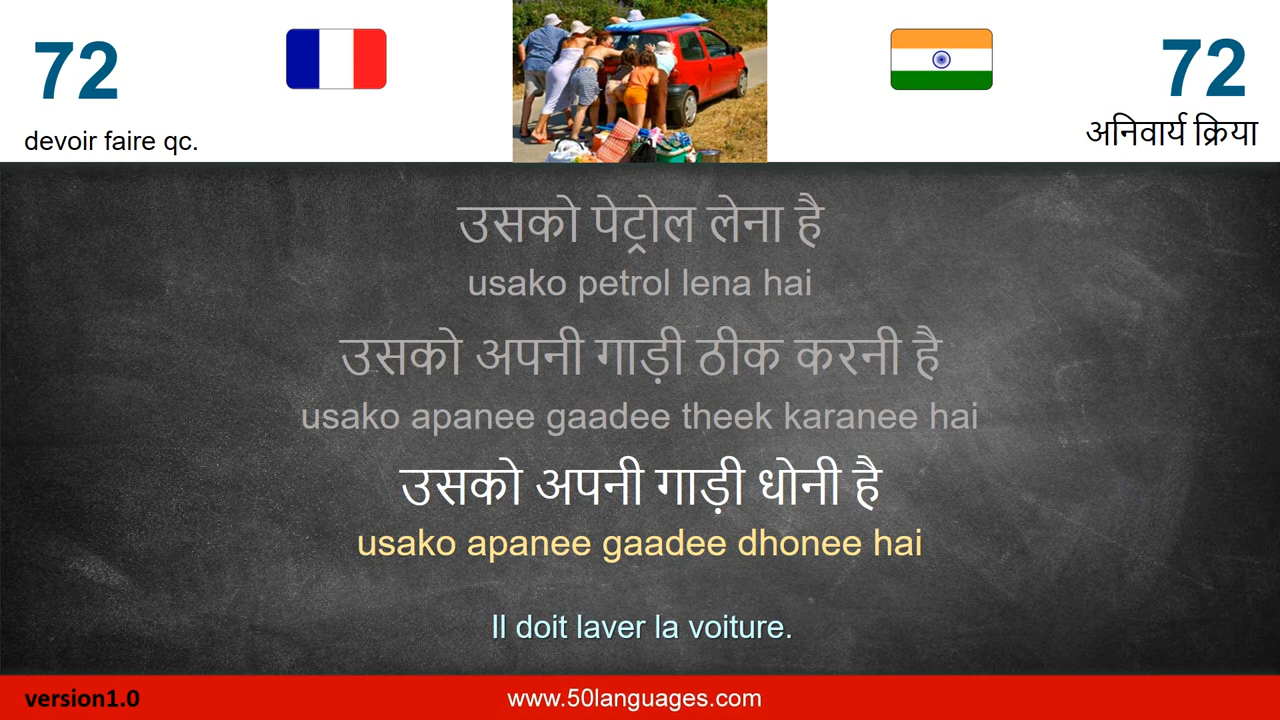 72
72
devoir faire qc.
अनिवार्य क्रिया
उसको पेट्रोल लेना है
usako petrol lena hai
उसको अपनी गाड़ी ठीक करनी है
usako apanee gaadee theek karanee hai
उसको अपनी गाड़ी धोनी है
usako apanee gaadee dhonee hai
Il doit laver la voiture.
version1.0
www.50languages.com